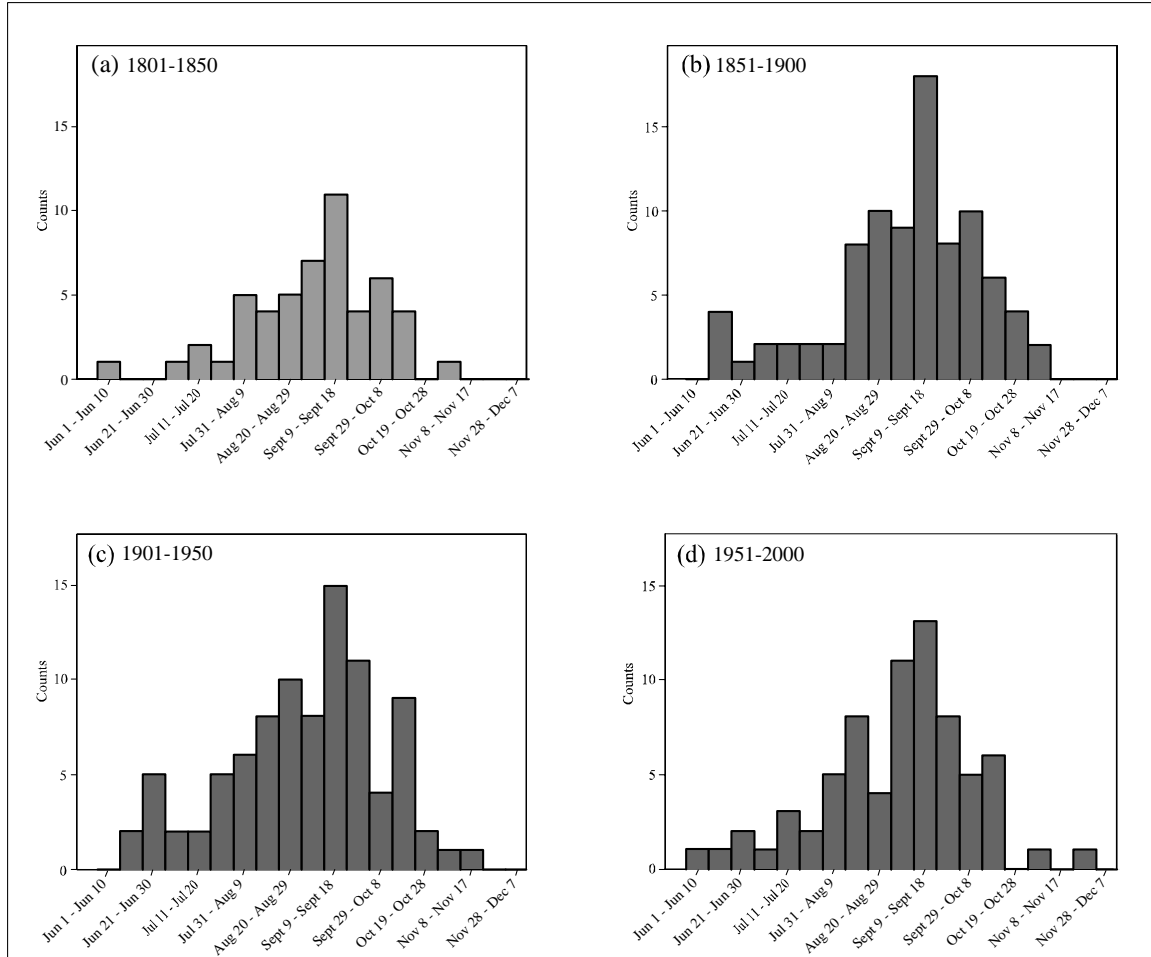 (a) 1801-1850
15
10
5
0
Counts
Jun 1 - Jun 10
Jun 21 - Jun 30
Jul 11 - Jul 20
Jul 31 - Aug 9
Aug 20 - Aug 29
Sept 9 - Sept 18
Sept 29 - Oct 8
Oct 19 - Oct 28
Nov 8 - Nov 17
Nov 28 - Dec 7
(b) 1851-1900
15
10
5
0
Counts
Jun 1 - Jun 10
Jun 21 - Jun 30
Jul 11 - Jul 20
Jul 31 - Aug 9
Aug 20 - Aug 29
Sept 9 - Sept 18
Sept 29 - Oct 8
Oct 19 - Oct 28
Nov 8 - Nov 17
Nov 28 - Dec 7
(c) 1901-1950
15
10
5
0
Counts
Jun 1 - Jun 10
Jun 21 - Jun 30
Jul 11 - Jul 20
Jul 31 - Aug 9
Aug 20 - Aug 29
Sept 9 - Sept 18
Sept 29 - Oct 8
Oct 19 - Oct 28
Nov 8 - Nov 17
Nov 28 - Dec 7
(d) 1951-2000
15
10
5
0
Counts
Jun 1 - Jun 10
Jun 21 - Jun 30
Jul 11 - Jul 20
Jul 31 - Aug 9
Aug 20 - Aug 29
Sept 9 - Sept 18
Sept 29 - Oct 8
Oct 19 - Oct 28
Nov 8 - Nov 17
Nov 28 - Dec 7